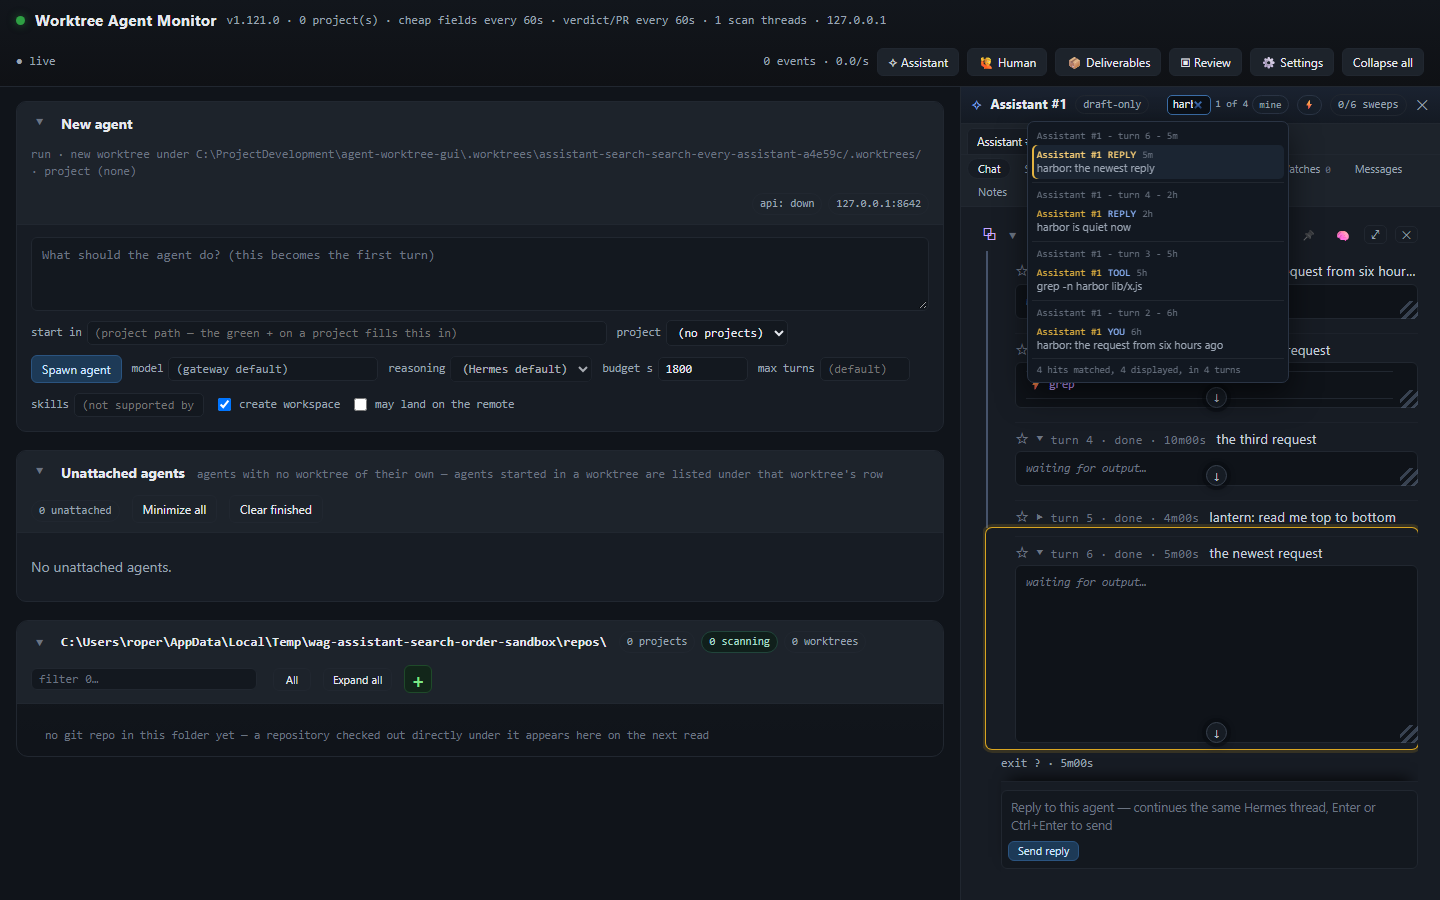 Worktree Agent Monitor v1.121.0 · 0 project(s) · cheap fields every 60s · verdict/PR every 60s · 1 scan threads · 127.0.0.1
live
0 events · 0.0/s
Assistant
Human
Deliverables
Review
Settings
Collapse all
New agent
run · new worktree under C:\ProjectDevelopment\agent-worktree-gui\.worktrees\assistant-search-search-every-assistant-a4e59c/.worktrees/
· project (none)
api: down 127.0.0.1:8642
What should the agent do? (this becomes the first turn)
start in (project path — the green + on a project fills this in) project (no projects)
Spawn agent model (gateway default) reasoning (Hermes default) budget s 1800 max turns (default)
skills (not supported by create workspace may land on the remote
Unattached agents agents with no worktree of their own — agents started in a worktree are listed under that worktree's row
0 unattached Minimize all Clear finished
No unattached agents.
C:\Users\roper\AppData\Local\Temp\wag-assistant-search-order-sandbox\repos\ 0 projects 0 scanning 0 worktrees
filter 0… All Expand all +
no git repo in this folder yet — a repository checked out directly under it appears here on the next read
Assistant #1 draft-only harb 1 of 4 mine 0/6 sweeps
Assistant
Chat
atches 0 Messages
Notes
Assistant #1 - turn 6 - 5m
Assistant #1 REPLY 5m
harbor: the newest reply
Assistant #1 - turn 4 - 2h
Assistant #1 REPLY 2h
harbor is quiet now
Assistant #1 - turn 3 - 5h
Assistant #1 TOOL 5h
grep -n harbor lib/x.js
Assistant #1 - turn 2 - 6h
Assistant #1 YOU 6h
harbor: the request from six hours ago
4 hits matched, 4 displayed, in 4 turns
quest from six hour...
equest
grep
turn 4 · done · 10m00s the third request
waiting for output…
turn 5 · done · 4m00s lantern: read me top to bottom
turn 6 · done · 5m00s the newest request
waiting for output…
exit ? · 5m00s
Reply to this agent — continues the same Hermes thread, Enter or
Ctrl+Enter to send
Send reply